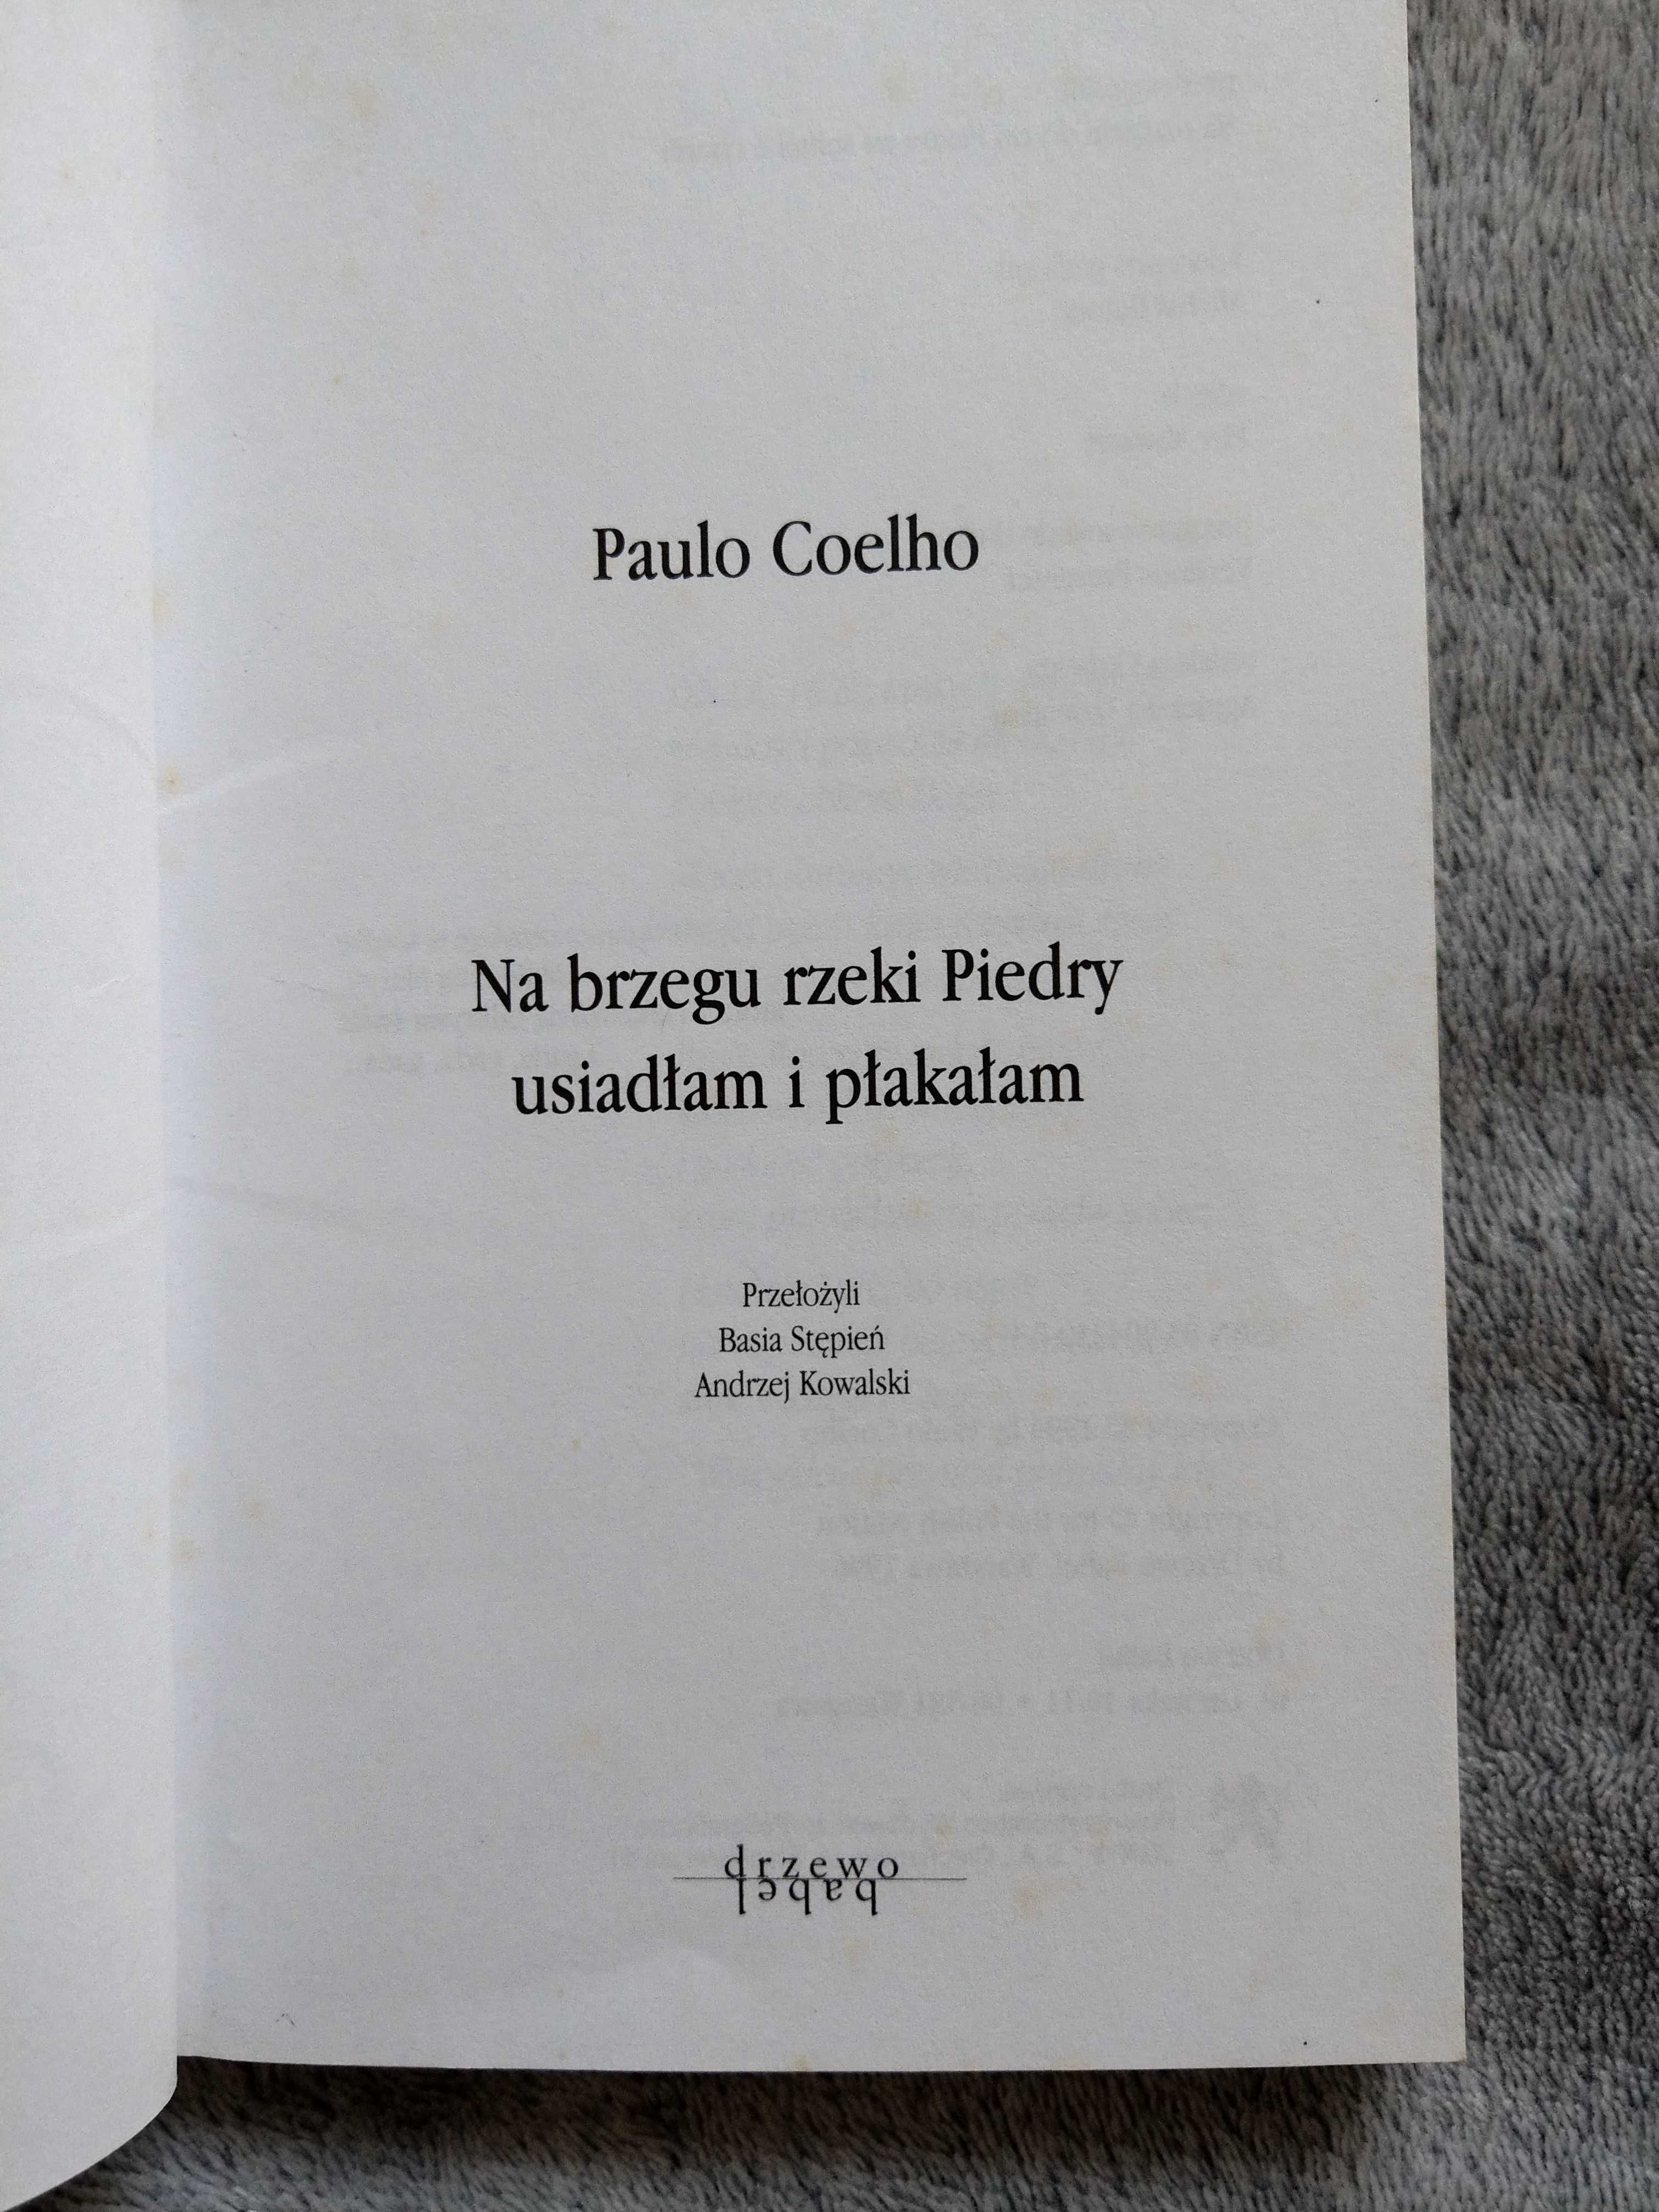 Paulo Coelho
Na brzegu rzeki Piedry
usiadłam i płakałam
Przełożyli
Basia Stępień
Andrzej Kowalski
drzewo
babel